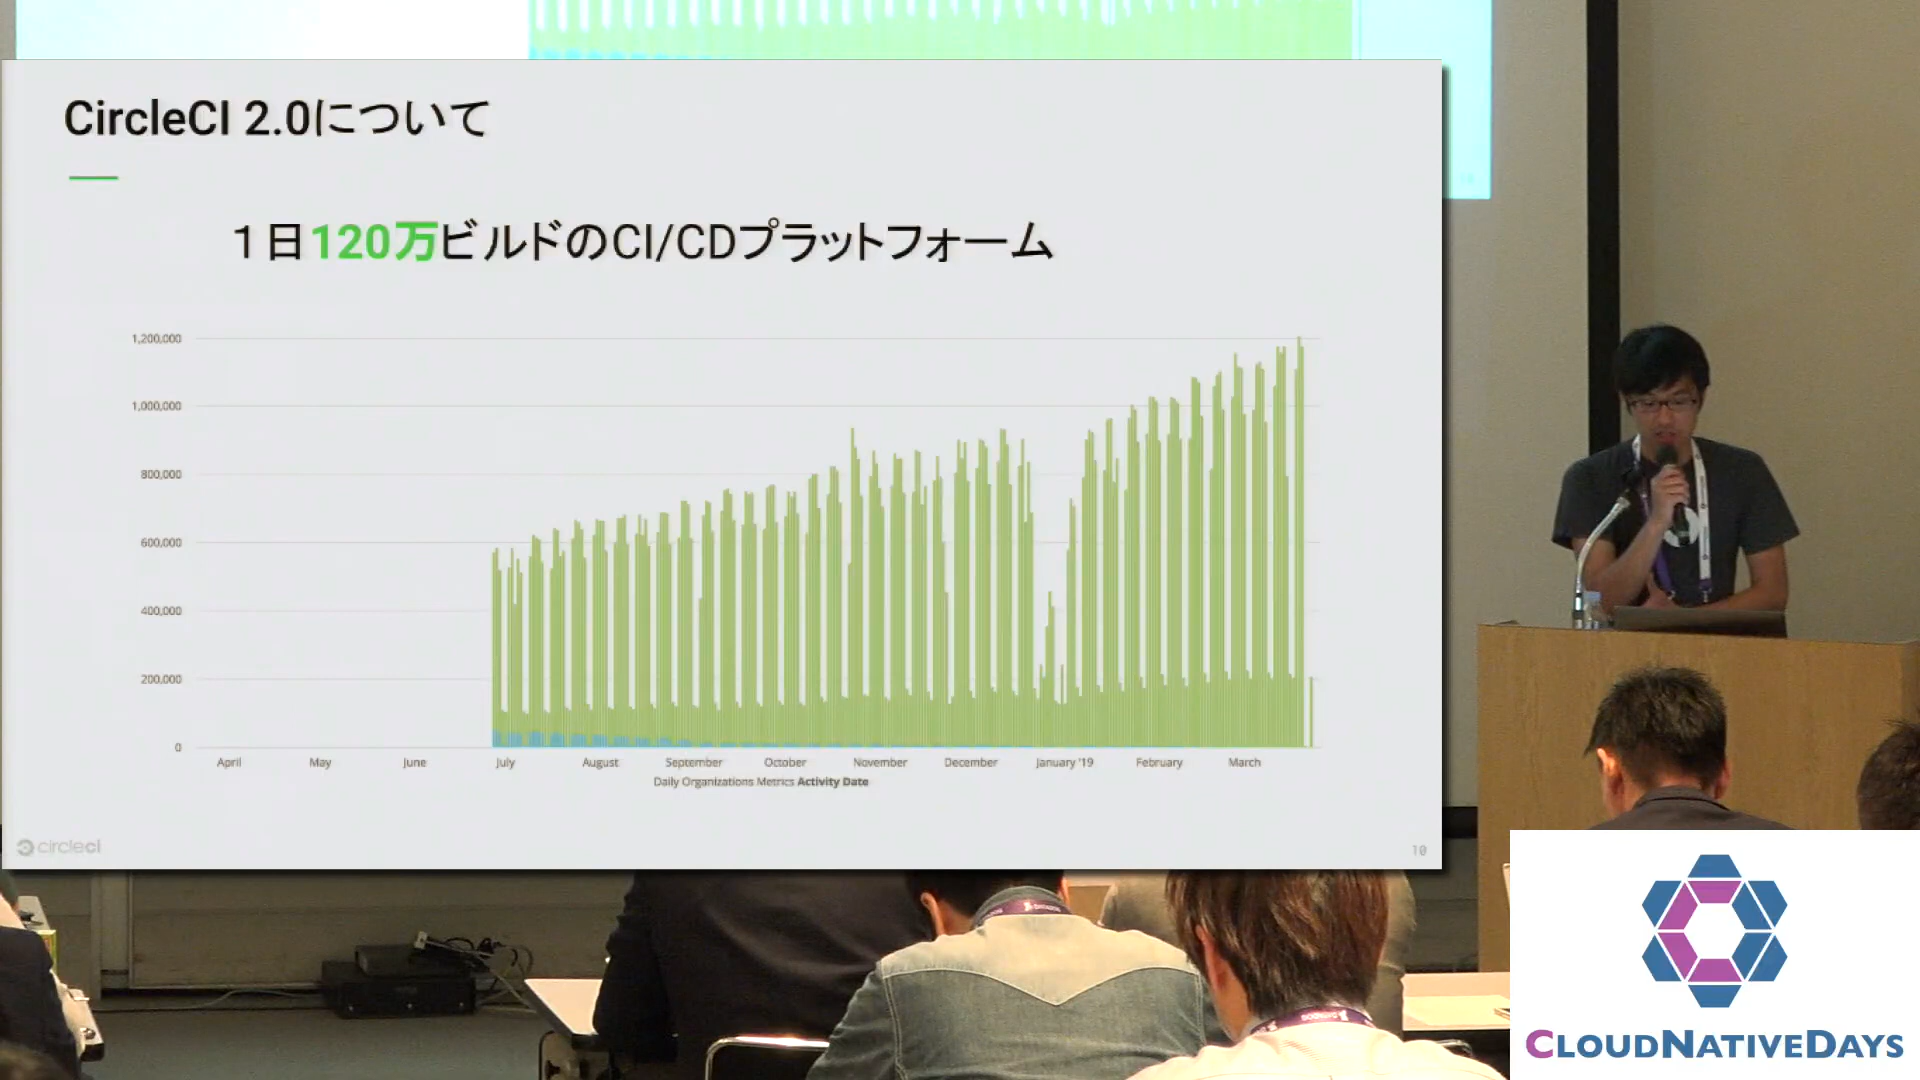 CircleCI 2.0について
１日120万ビルドのCI/CDプラットフォーム
1,200,000
1,000,000
800,000
600,000
400,000
200,000
0
April May June July August September October November December January '19 February March
Daily Organizations Metrics Activity Date
circleci
10
CLOUDNATIVEDAYS